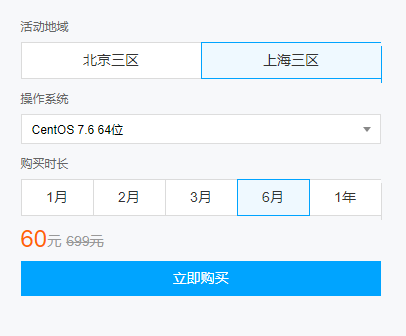 活动地域
北京三区 上海三区
操作系统
CentOS 7.6 64位
购买时长
1月 2月 3月 6月 1年
60元 699元
立即购买